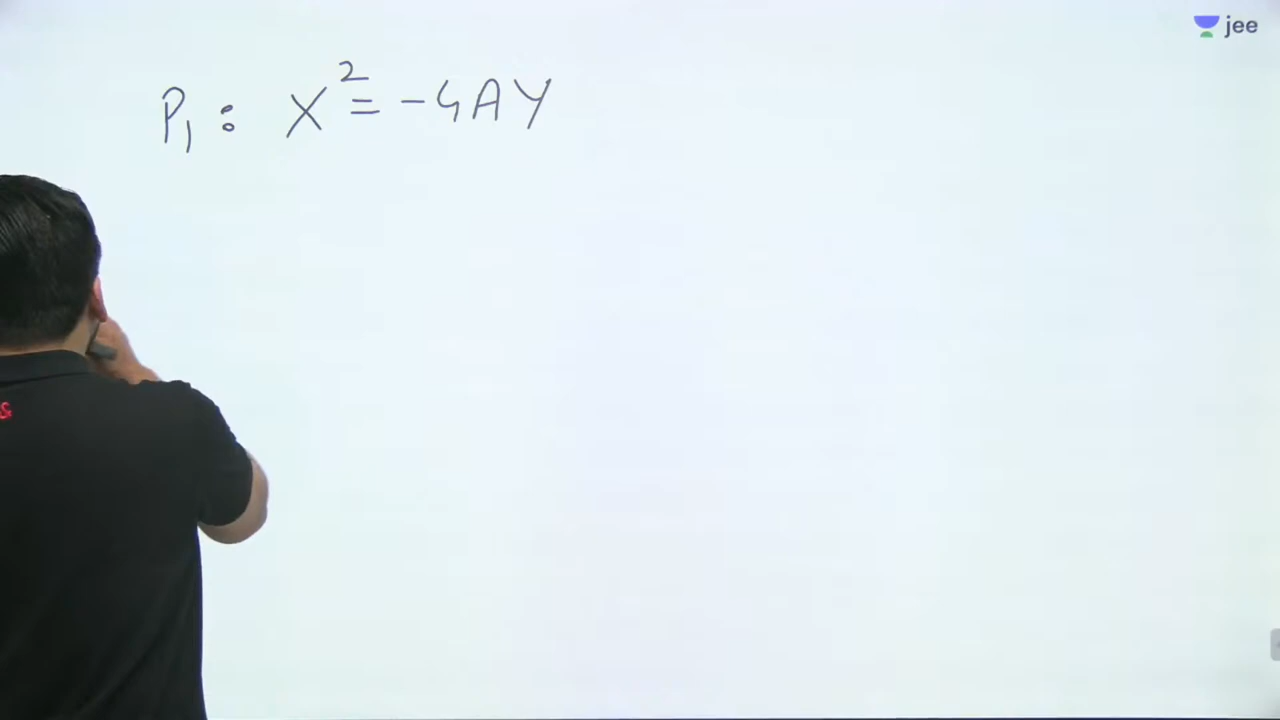 jee
P₁ : X² = -4AY
&